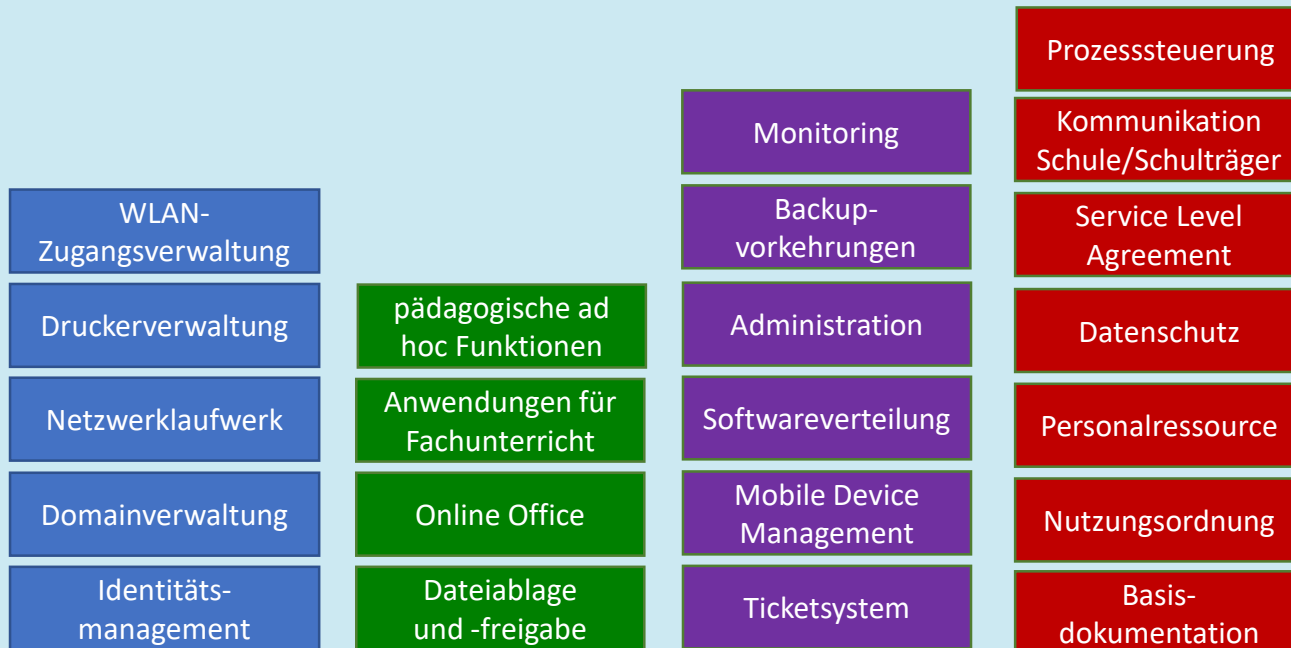 WLAN-
Zugangsverwaltung
Druckerverwaltung
Netzwerklaufwerk
Domainverwaltung
Identitäts-
management
pädagogische ad
hoc Funktionen
Anwendungen für
Fachunterricht
Online Office
Dateiablage
und -freigabe
Monitoring
Backup-
vorkehrungen
Administration
Softwareverteilung
Mobile Device
Management
Ticketsystem
Prozesssteuerung
Kommunikation
Schule/Schulträger
Service Level
Agreement
Datenschutz
Personalressource
Nutzungsordnung
Basis-
dokumentation